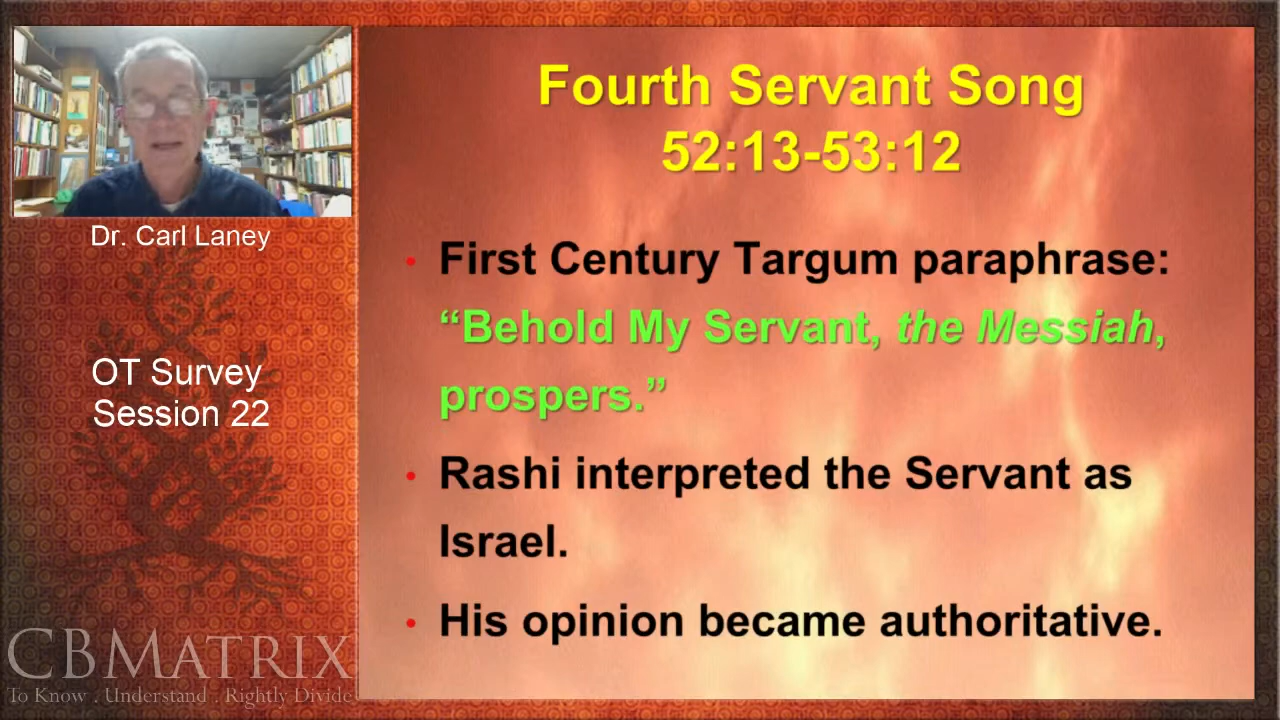 Fourth Servant Song
52:13-53:12
Dr. Carl Laney
First Century Targum paraphrase:
“Behold My Servant, the Messiah,
prospers.”
OT Survey
Session 22
Rashi interpreted the Servant as
Israel.
His opinion became authoritative.
CBMATRIX
To Know . Understand . Rightly Divide